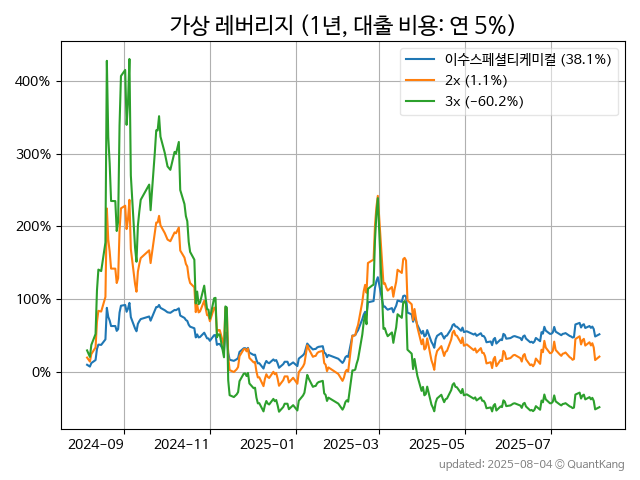 가상 레버리지 (1년, 대출 비용: 연 5%)
이수스페셜티케미컬 (38.1%)
2x (1.1%)
3x (-60.2%)
400%
300%
200%
100%
0%
2024-09
2024-11
2025-01
2025-03
2025-05
2025-07
updated: 2025-08-04 © QuantKang